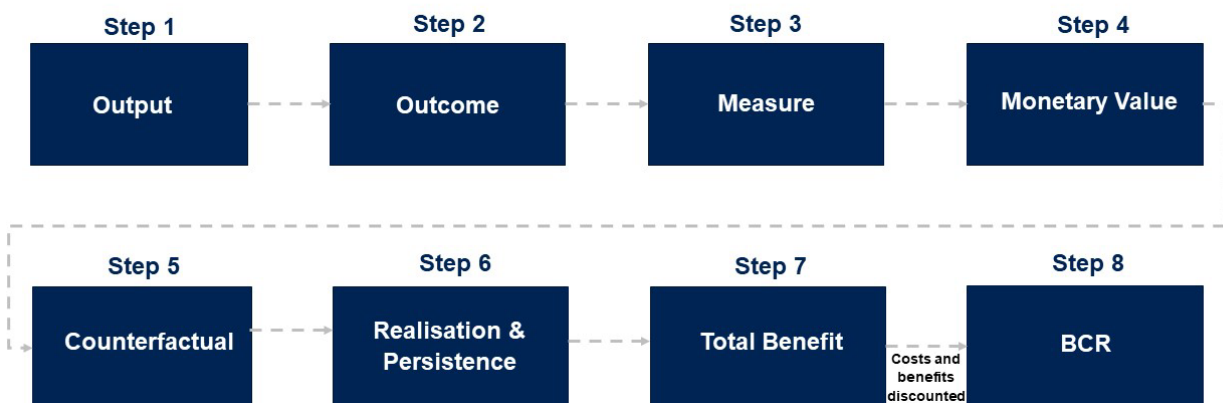 Step 1
Step 2
Step 3
Step 4
Output
Outcome
Measure
Monetary Value
Step 5
Step 6
Step 7
Step 8
Counterfactual
Realisation &
Persistence
Total Benefit
Costs and
benefits
discounted
BCR